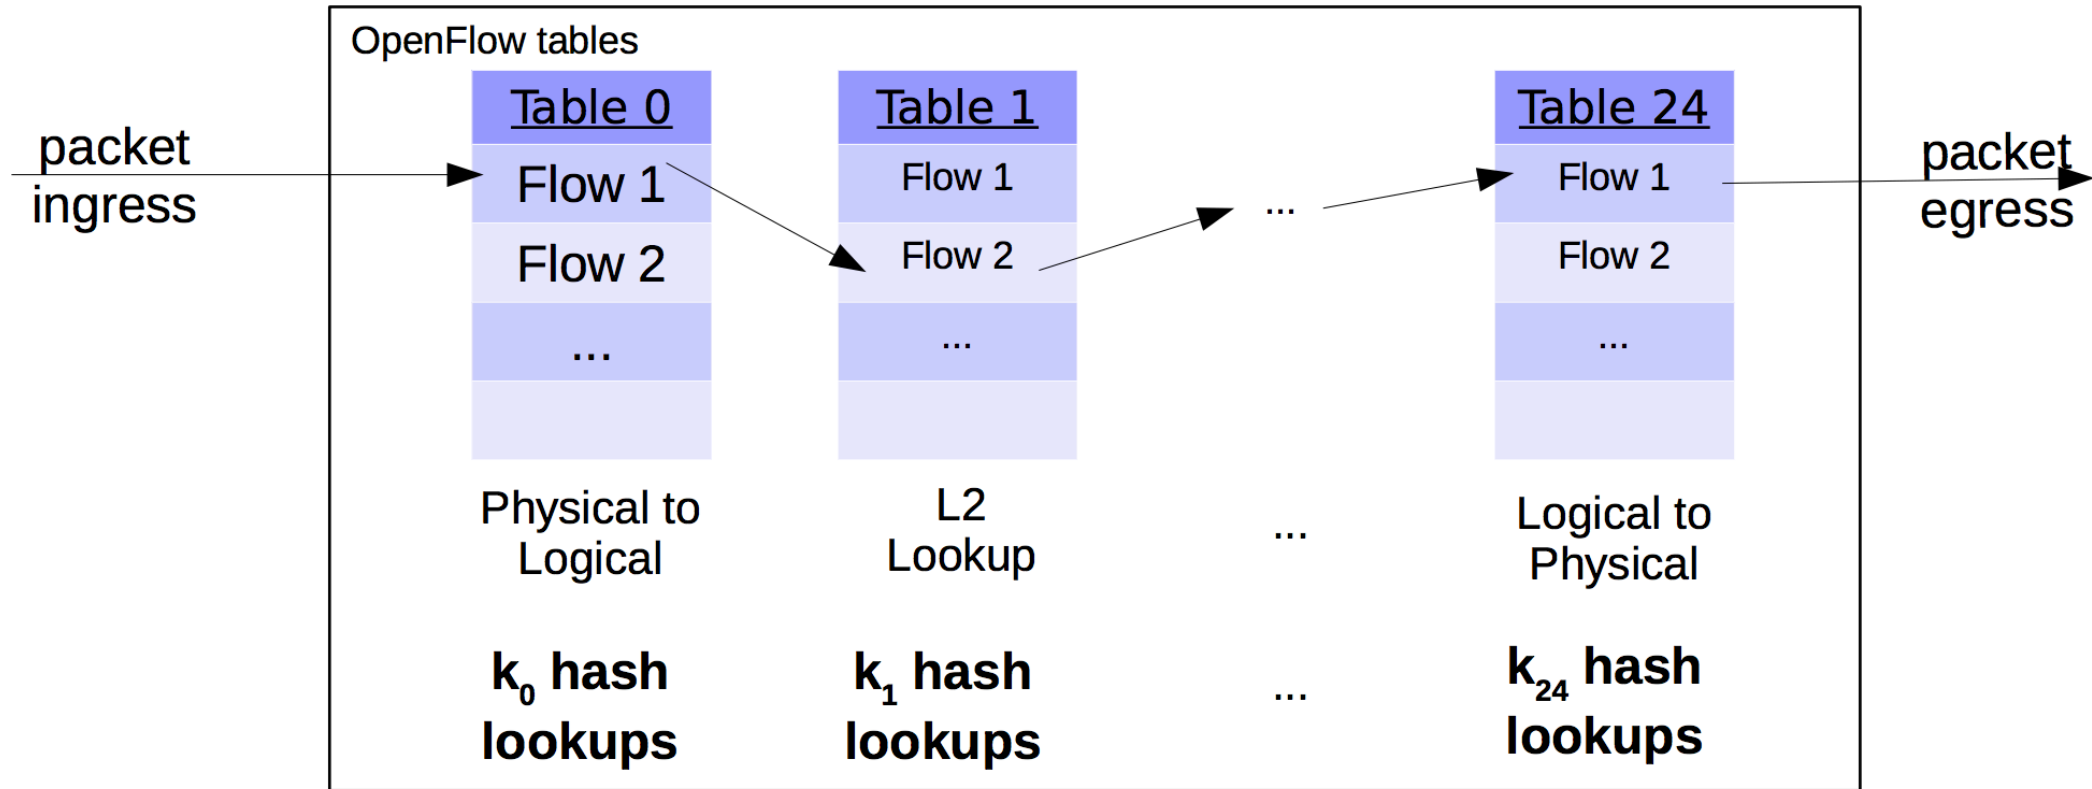 OpenFlow tables
packet
ingress
Table 0
Flow 1
Flow 2
...
Physical to
Logical
k0 hash
lookups
Table 1
Flow 1
Flow 2
...
L2
Lookup
k1 hash
lookups
...
...
...
Table 24
Flow 1
Flow 2
...
Logical to
Physical
k24 hash
lookups
packet
egress